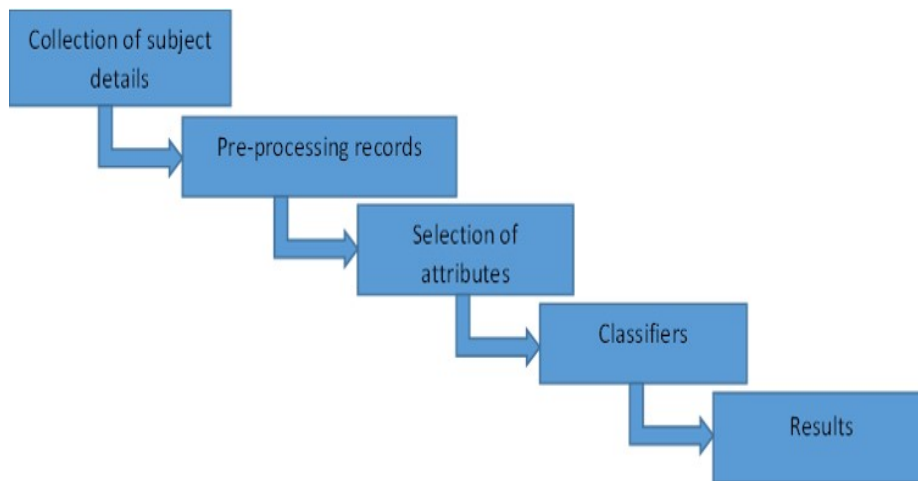 Collection of subject
details
Pre-processing records
Selection of
attributes
Classifiers
Results